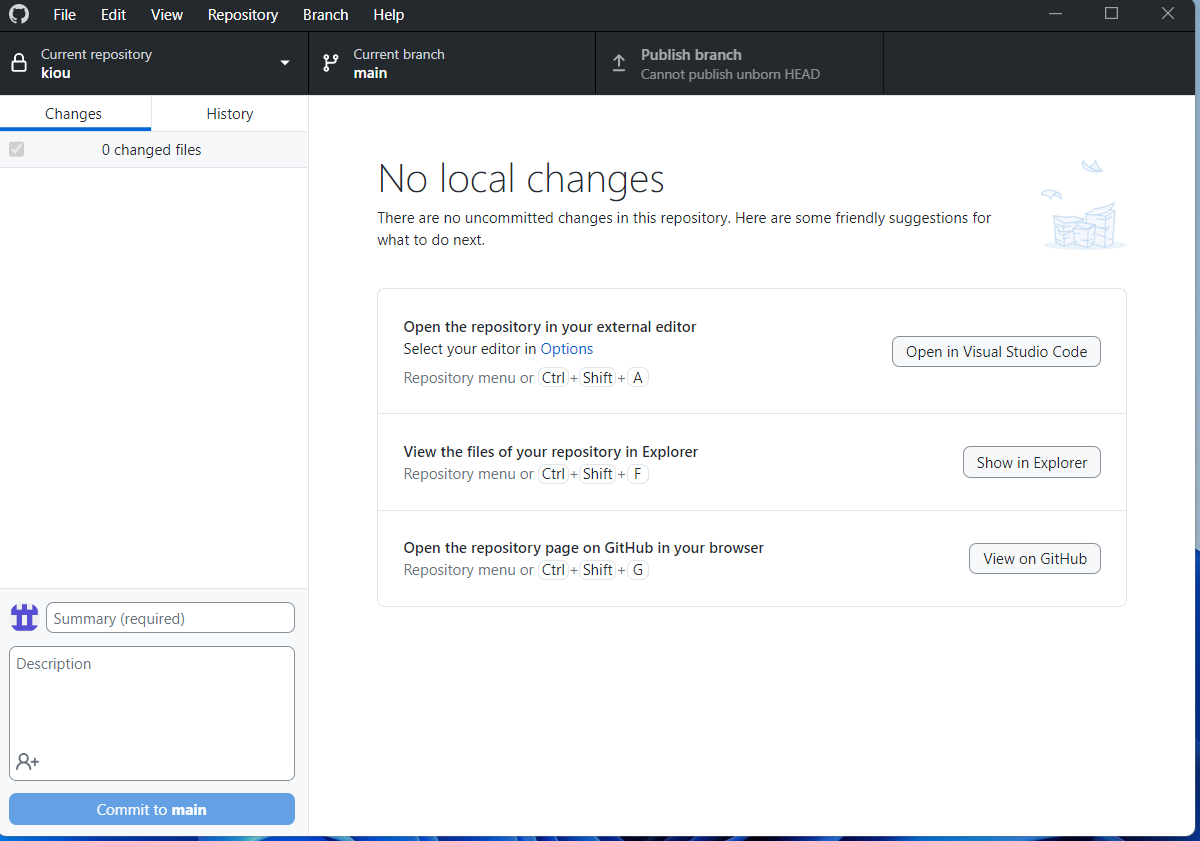 File Edit View Repository Branch Help
Current repository
kiou
Current branch
main
Publish branch
Cannot publish unborn HEAD
Changes History
0 changed files
No local changes
There are no uncommitted changes in this repository. Here are some friendly suggestions for
what to do next.
Open the repository in your external editor
Select your editor in Options
Repository menu or Ctrl + Shift + A
Open in Visual Studio Code
View the files of your repository in Explorer
Repository menu or Ctrl + Shift + F
Show in Explorer
Open the repository page on GitHub in your browser
Repository menu or Ctrl + Shift + G
View on GitHub
Summary (required)
Description
Commit to main